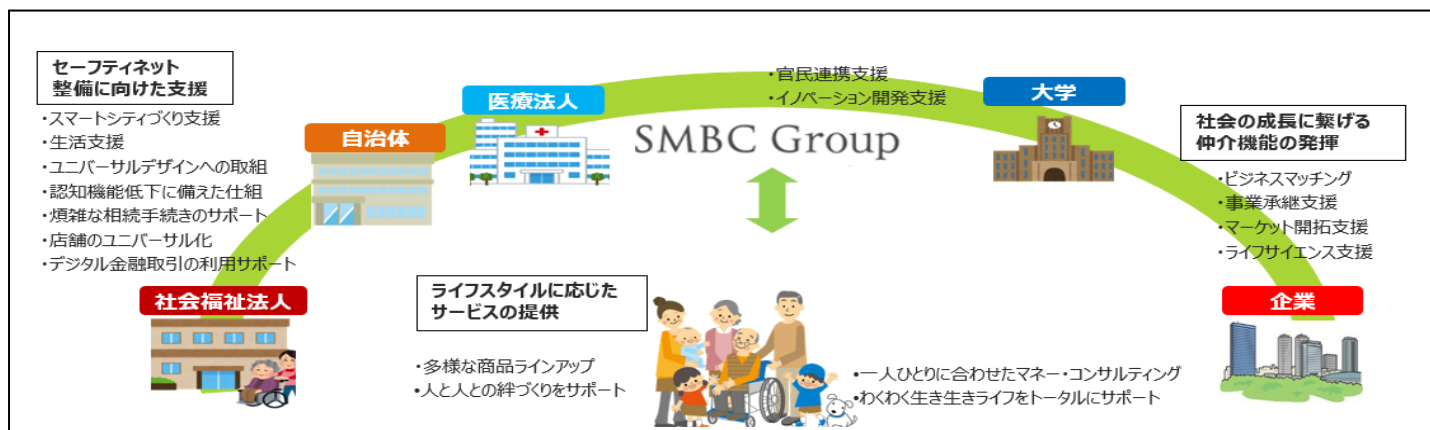 セーフティネット
整備に向けた支援
・スマートシティづくり支援
・生活支援
・ユニバーサルデザインへの取組
・認知機能低下に備えた仕組
・煩雑な相続手続きのサポート
・店舗のユニバーサル化
・デジタル金融取引の利用サポート
社会福祉法人
自治体
医療法人
・官民連携支援
・イノベーション開発支援
SMBC Group
大学
社会の成長に繋げる
仲介機能の発揮
・ビジネスマッチング
・事業承継支援
・マーケット開拓支援
・ライフサイエンス支援
企業
ライフスタイルに応じた
サービスの提供
・多様な商品ラインアップ
・人と人との絆づくりをサポート
・一人ひとりに合わせたマネー・コンサルティング
・わくわく生き生きライフをトータルにサポート